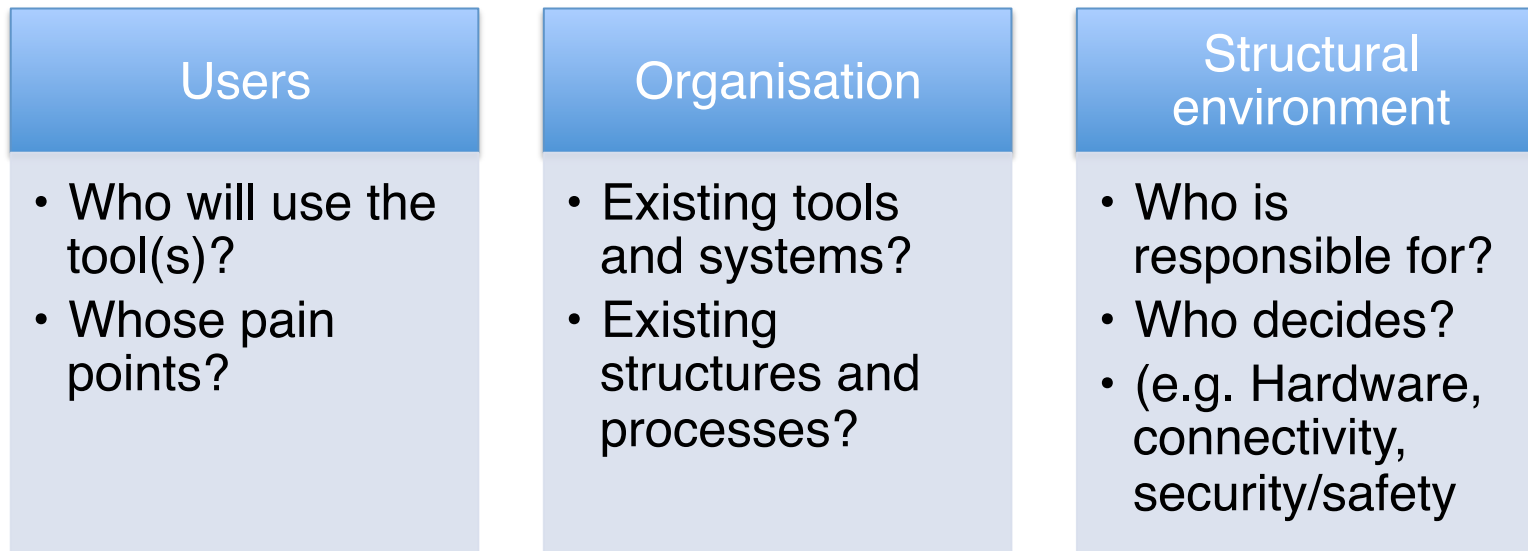 Users
• Who will use the
tool(s)?
• Whose pain
points?
Organisation
• Existing tools
and systems?
• Existing
structures and
processes?
Structural
environment
• Who is
responsible for?
• Who decides?
• (e.g. Hardware,
connectivity,
security/safety